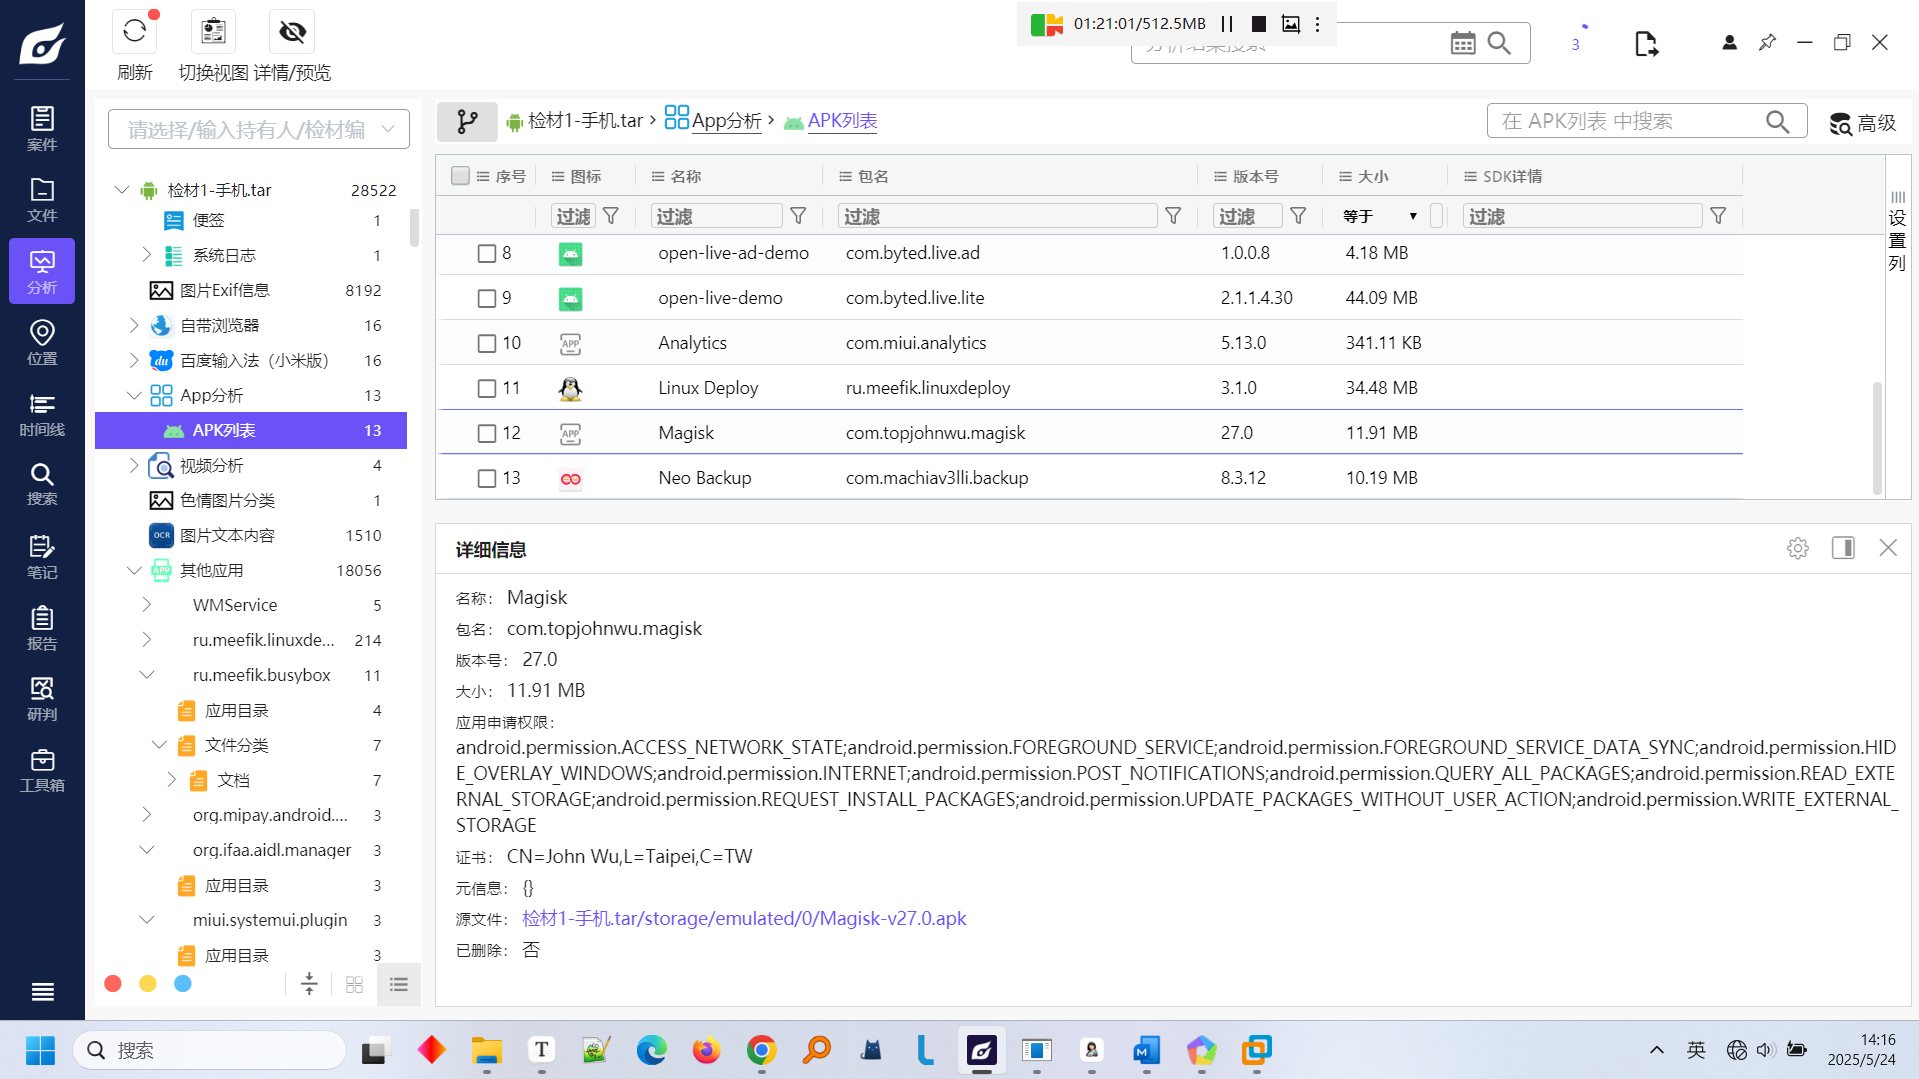 刷新
切换视图
详情/预览
01:21:01/512.5MB
3
案件
文件
分析
位置
时间线
搜索
笔记
报告
研判
工具箱
请选择/输入持有人/检材编
检材1-手机.tar 28522
便签 1
系统日志 1
图片Exif信息 8192
自带浏览器 16
百度输入法（小米版） 16
App分析 13
APK列表 13
视频分析 4
色情图片分类 1
OCR 图片文本内容 1510
APP 其他应用 18056
WMService 5
ru.meefik.linuxde... 214
ru.meefik.busybox 11
应用目录 4
文件分类 7
文档 7
org.mipay.android.... 3
org.ifaa.aidl.manager 3
应用目录 3
miui.systemui.plugin 3
应用目录 3
检材1-手机.tar › App分析 › APK列表
在 APK列表 中搜索
高级
序号 图标 名称 包名 版本号 大小 SDK详情
过滤 过滤 过滤 过滤 等于 过滤
8 open-live-ad-demo com.byted.live.ad 1.0.0.8 4.18 MB
9 open-live-demo com.byted.live.lite 2.1.1.4.30 44.09 MB
10 APP Analytics com.miui.analytics 5.13.0 341.11 KB
11 Linux Deploy ru.meefik.linuxdeploy 3.1.0 34.48 MB
12 APP Magisk com.topjohnwu.magisk 27.0 11.91 MB
13 Neo Backup com.machiav3lli.backup 8.3.12 10.19 MB
设置列
详细信息
名称： Magisk
包名： com.topjohnwu.magisk
版本号： 27.0
大小： 11.91 MB
应用申请权限：
android.permission.ACCESS_NETWORK_STATE;android.permission.FOREGROUND_SERVICE;android.permission.FOREGROUND_SERVICE_DATA_SYNC;android.permission.HID
E_OVERLAY_WINDOWS;android.permission.INTERNET;android.permission.POST_NOTIFICATIONS;android.permission.QUERY_ALL_PACKAGES;android.permission.READ_EXTE
RNAL_STORAGE;android.permission.REQUEST_INSTALL_PACKAGES;android.permission.UPDATE_PACKAGES_WITHOUT_USER_ACTION;android.permission.WRITE_EXTERNAL_
STORAGE
证书： CN=John Wu,L=Taipei,C=TW
元信息： {}
源文件： 检材1-手机.tar/storage/emulated/0/Magisk-v27.0.apk
已删除： 否
搜索
英
14:16
2025/5/24